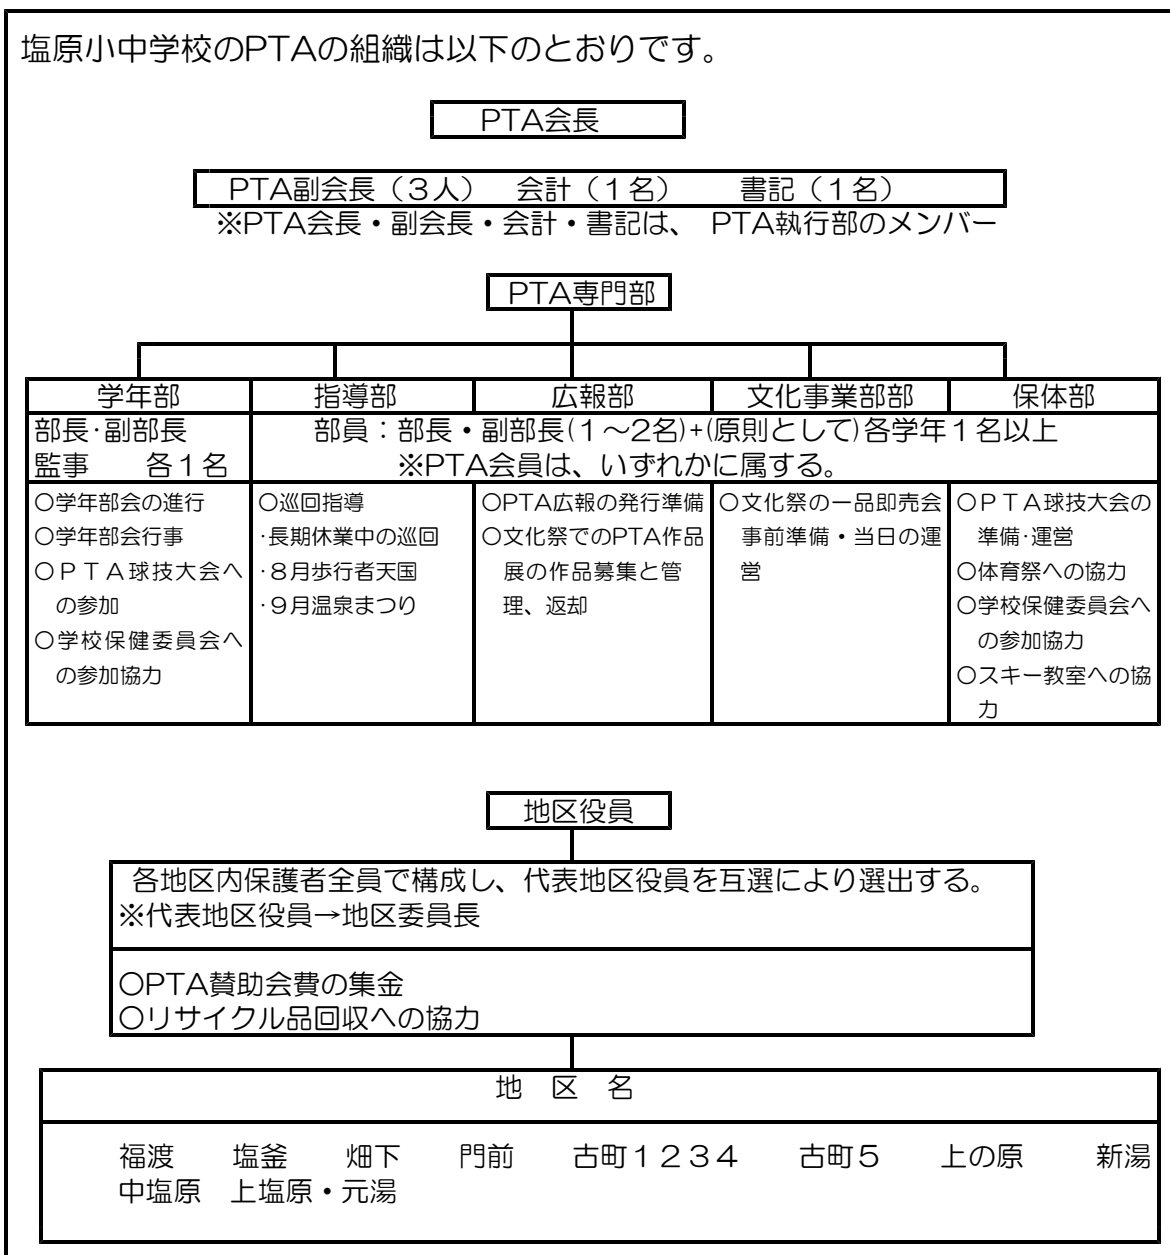 塩原小中学校のPTAの組織は以下のとおりです。
PTA会長
PTA副会長（３人）　会計（１名）　　書記（１名）
※PTA会長・副会長・会計・書記は、　PTA執行部のメンバー
PTA専門部
学年部　指導部　広報部　文化事業部部　保体部
部長・副部長
監事　　各１名
部員：部長・副部長(１～２名)+(原則として)各学年１名以上
※PTA会員は、いずれかに属する。
○学年部会の進行
○学年部会行事
○ＰＴＡ球技大会へ
の参加
○学校保健委員会へ
の参加協力
○巡回指導
・長期休業中の巡回
・８月歩行者天国
・９月温泉まつり
○PTA広報の発行準備
○文化祭でのPTA作品
展の作品募集と管
理、返却
○文化祭の一品即売会
事前準備・当日の運
営
○ＰＴＡ球技大会の
準備・運営
○体育祭への協力
○学校保健委員会へ
の参加協力
○スキー教室への協
力
地区役員
各地区内保護者全員で構成し、代表地区役員を互選により選出する。
※代表地区役員→地区委員長
○PTA賛助会費の集金
○リサイクル品回収への協力
地　区　名
福渡　塩釜　畑下　門前　古町１２３４　古町５　上の原　新湯
中塩原　上塩原・元湯